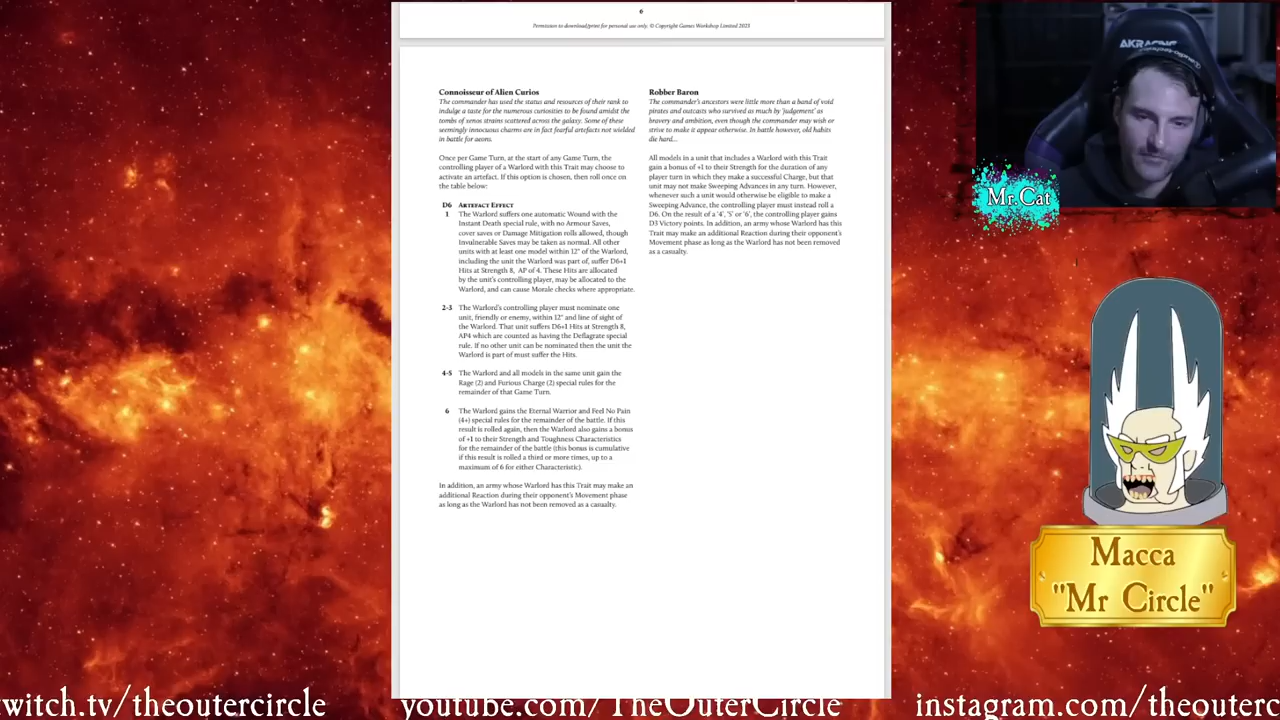 6
Permission to download/print for personal use only. © Copyright Games Workshop Limited 2023
Connoisseur of Alien Curios
The commander has used the status and resources of their rank to
indulge a taste for the numerous curiosities to be found amidst the
tombs of xenos strains scattered across the galaxy. Some of these
seemingly innocuous charms are in fact fearful artefacts not wielded
in battle for aeons.
Once per Game Turn, at the start of any Game Turn, the
controlling player of a Warlord with this Trait may choose to
activate an artefact. If this option is chosen, then roll once on
the table below:
D6 Artefact Effect
1 The Warlord suffers one automatic Wound with the
Instant Death special rule, with no Armour Saves,
cover saves or Damage Mitigation rolls allowed, though
Invulnerable Saves may be taken as normal. All other
units with at least one model within 12" of the Warlord,
including the unit the Warlord was part of, suffer D6+1
Hits at Strength 8, AP of 4. These Hits are allocated
by the unit's controlling player, may be allocated to the
Warlord, and can cause Morale checks where appropriate.
2-3 The Warlord's controlling player must nominate one
unit, friendly or enemy, within 12" and line of sight of
the Warlord. That unit suffers D6+1 Hits at Strength 8,
AP4 which are counted as having the Deflagrate special
rule. If no other unit can be nominated then the unit the
Warlord is part of must suffer the Hits.
4-5 The Warlord and all models in the same unit gain the
Rage (2) and Furious Charge (2) special rules for the
remainder of that Game Turn.
6 The Warlord gains the Eternal Warrior and Feel No Pain
(4+) special rules for the remainder of the battle. If this
result is rolled again, then the Warlord also gains a bonus
of +1 to their Strength and Toughness Characteristics
for the remainder of the battle (this bonus is cumulative
if this result is rolled a third or more times, up to a
maximum of 6 for either Characteristic).
In addition, an army whose Warlord has this Trait may make an
additional Reaction during their opponent's Movement phase
as long as the Warlord has not been removed as a casualty.
Robber Baron
The commander's ancestors were little more than a band of void
pirates and outcasts who survived as much by 'judgement' as
bravery and ambition, even though the commander may wish or
strive to make it appear otherwise. In battle however, old habits
die hard...
All models in a unit that includes a Warlord with this Trait
gain a bonus of +1 to their Strength for the duration of any
player turn in which they make a successful Charge, but that
unit may not make Sweeping Advances in any turn. However,
whenever such a unit would otherwise be eligible to make a
Sweeping Advance, the controlling player must instead roll a
D6. On the result of a '4', '5' or '6', the controlling player gains
D3 Victory points. In addition, an army whose Warlord has this
Trait may make an additional Reaction during their opponent's
Movement phase as long as the Warlord has not been removed
as a casualty.
AKRACING
Mr.Cat
Macca
"Mr Circle"
witch.tv/theoutercircle
youtube.com/TheOuterCircle
instagram.com/theouterc